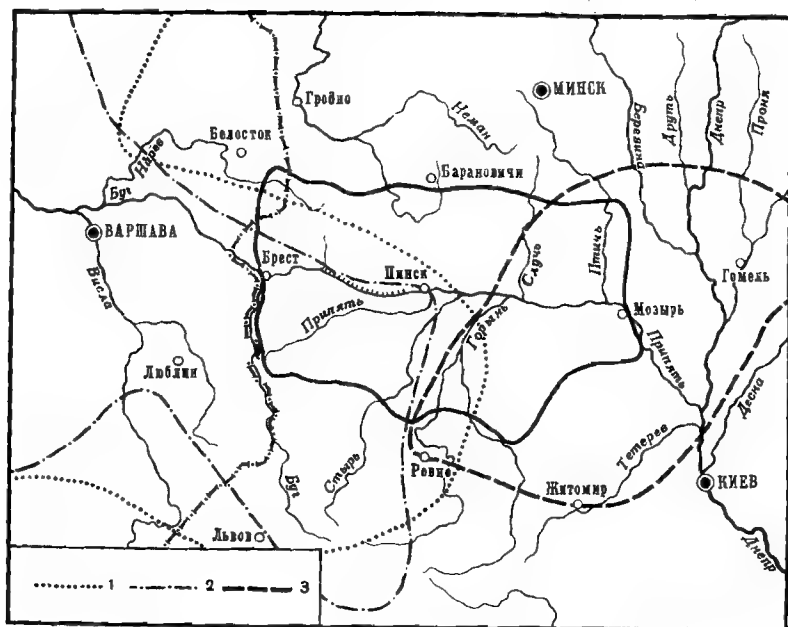 Гродно
МИНСК
Неман
Березина
Друть
Днепр
Проня
Белосток
Нарев
Барановичи
Буг
ВАРШАВА
Висла
Брест
Пинск
Случь
Птичь
Гомель
Припять
Горынь
Мозырь
Припять
Люблин
Десна
Тетерев
Стырь
Ровно
Буг
Житомир
КИЕВ
Львов
Днепр
1 2 3